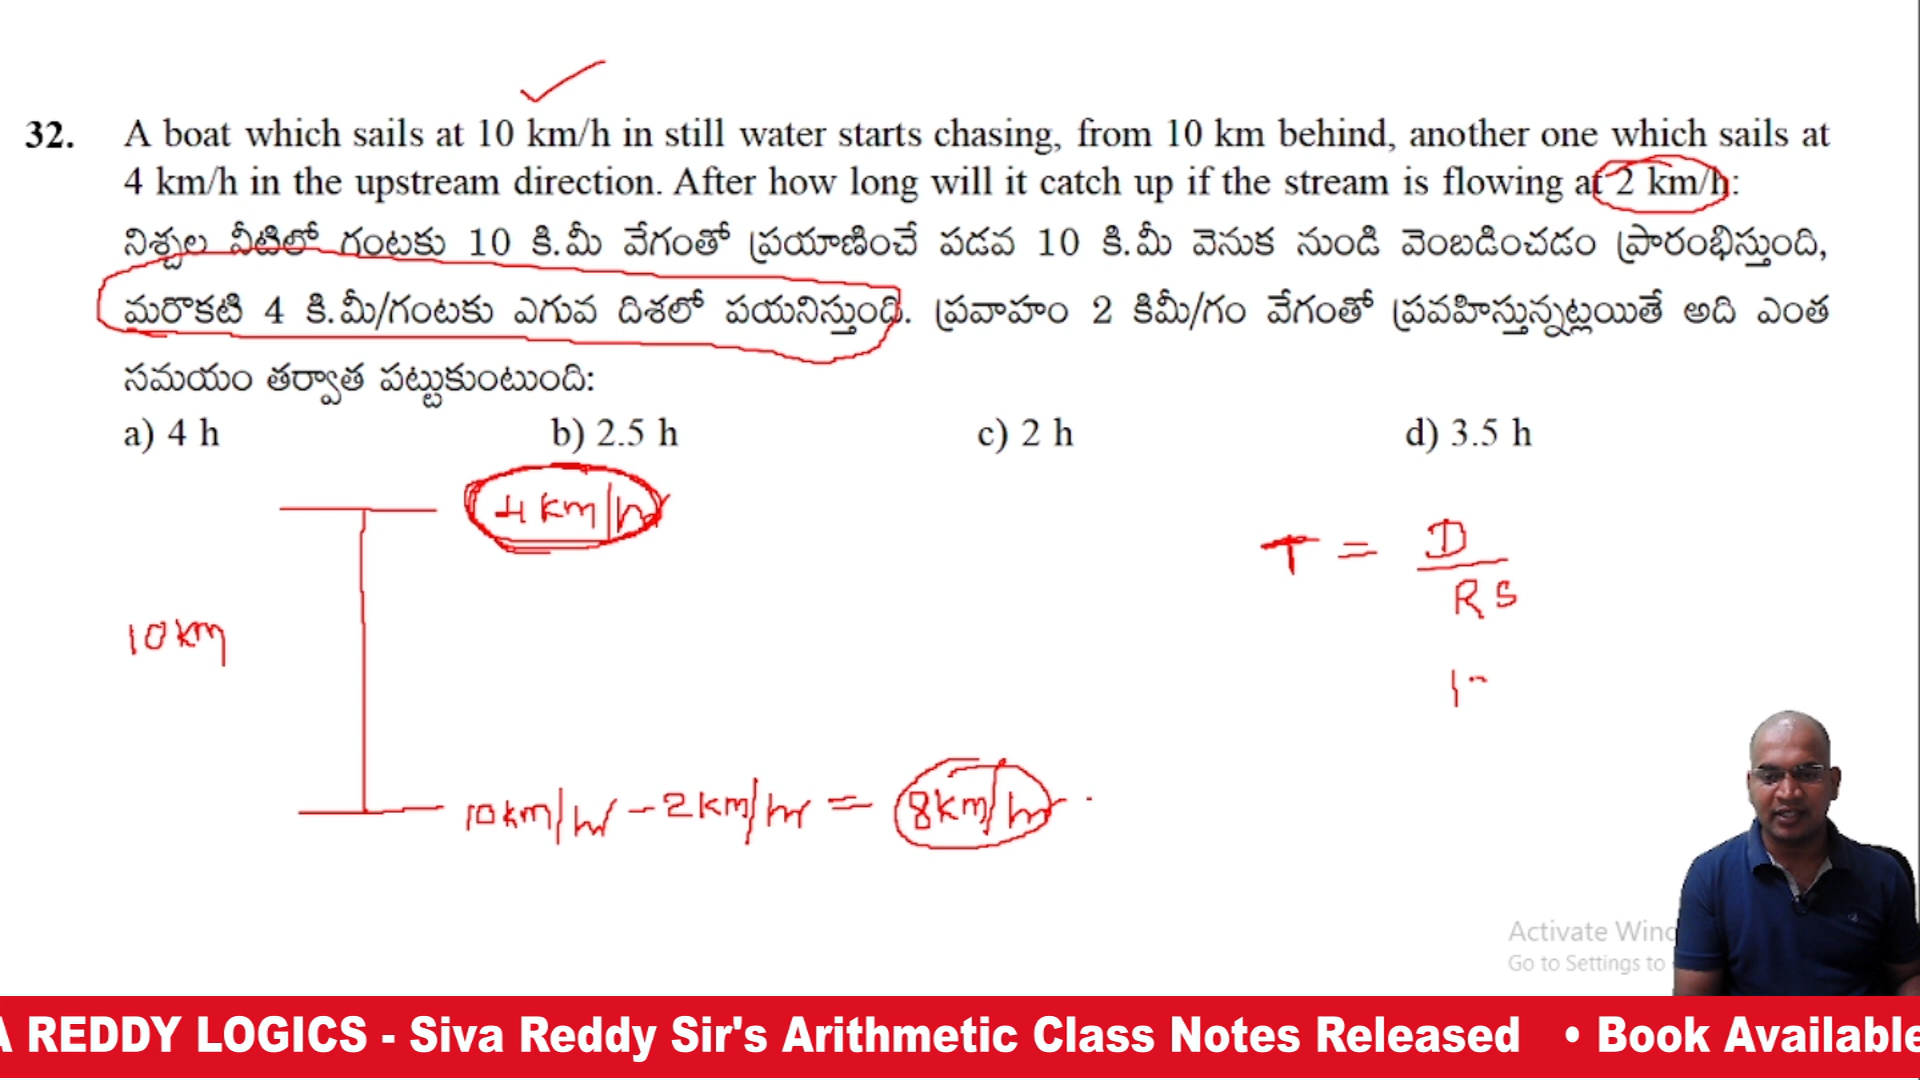 32. A boat which sails at 10 km/h in still water starts chasing, from 10 km behind, another one which sails at
4 km/h in the upstream direction. After how long will it catch up if the stream is flowing at 2 km/h:
నిశ్చల నీటిలో గంటకు 10 కి.మీ వేగంతో ప్రయాణించే పడవ 10 కి.మీ వెనుక నుండి వెంబడించడం ప్రారంభిస్తుంది,
మరొకటి 4 కి.మీ/గంటకు ఎగువ దిశలో పయనిస్తుంది. ప్రవాహం 2 కిమీ/గం వేగంతో ప్రవహిస్తున్నట్లయితే అది ఎంత
సమయం తర్వాత పట్టుకుంటుంది:
a) 4 h b) 2.5 h c) 2 h d) 3.5 h
4 km/hr
T = D
RS
10 km
10 km/hr - 2 km/hr = 8 km/hr
Activate Wind
Go to Settings to
A REDDY LOGICS - Siva Reddy Sir's Arithmetic Class Notes Released • Book Available